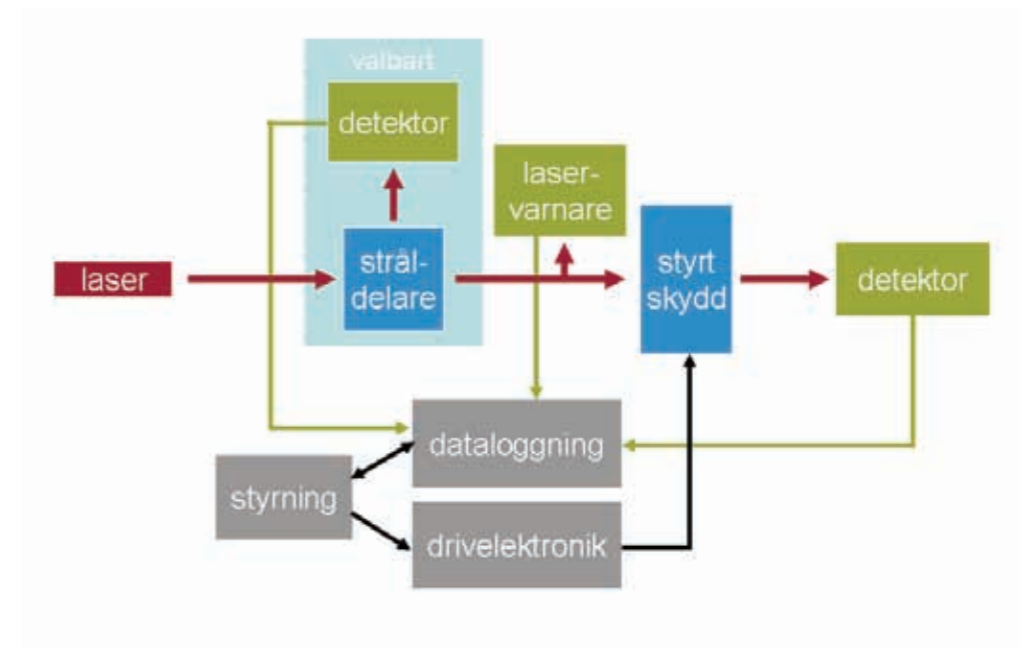 valbart
detektor
laser-
varnare
laser
strål-
delare
styrt
skydd
detektor
dataloggning
styrning
drivelektronik